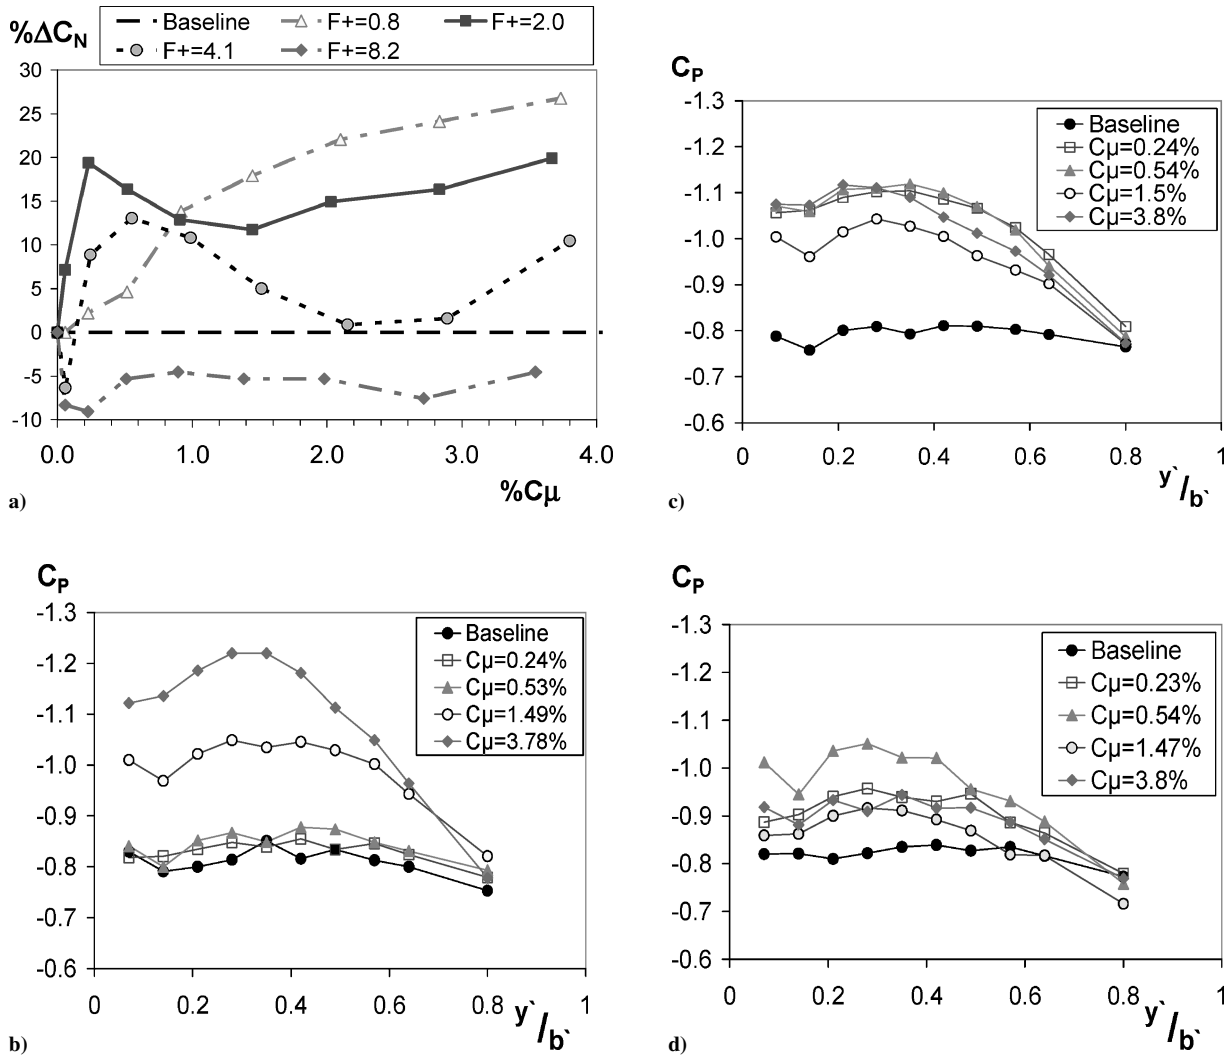 %ΔC_N
Baseline F+=0.8 F+=2.0
F+=4.1 F+=8.2
30
25
20
15
10
5
0
-5
-10
0.0 1.0 2.0 3.0 4.0
%Cμ
a)
C_P
-1.3
-1.2
-1.1
-1.0
-0.9
-0.8
-0.7
-0.6
Baseline
Cμ=0.24%
Cμ=0.54%
Cμ=1.5%
Cμ=3.8%
0 0.2 0.4 0.6 0.8 1
y`/b`
c)
C_P
-1.3
-1.2
-1.1
-1.0
-0.9
-0.8
-0.7
-0.6
Baseline
Cμ=0.24%
Cμ=0.53%
Cμ=1.49%
Cμ=3.78%
0 0.2 0.4 0.6 0.8 1
y`/b`
b)
C_P
-1.3
-1.2
-1.1
-1.0
-0.9
-0.8
-0.7
-0.6
Baseline
Cμ=0.23%
Cμ=0.54%
Cμ=1.47%
Cμ=3.8%
0 0.2 0.4 0.6 0.8 1
y`/b`
d)